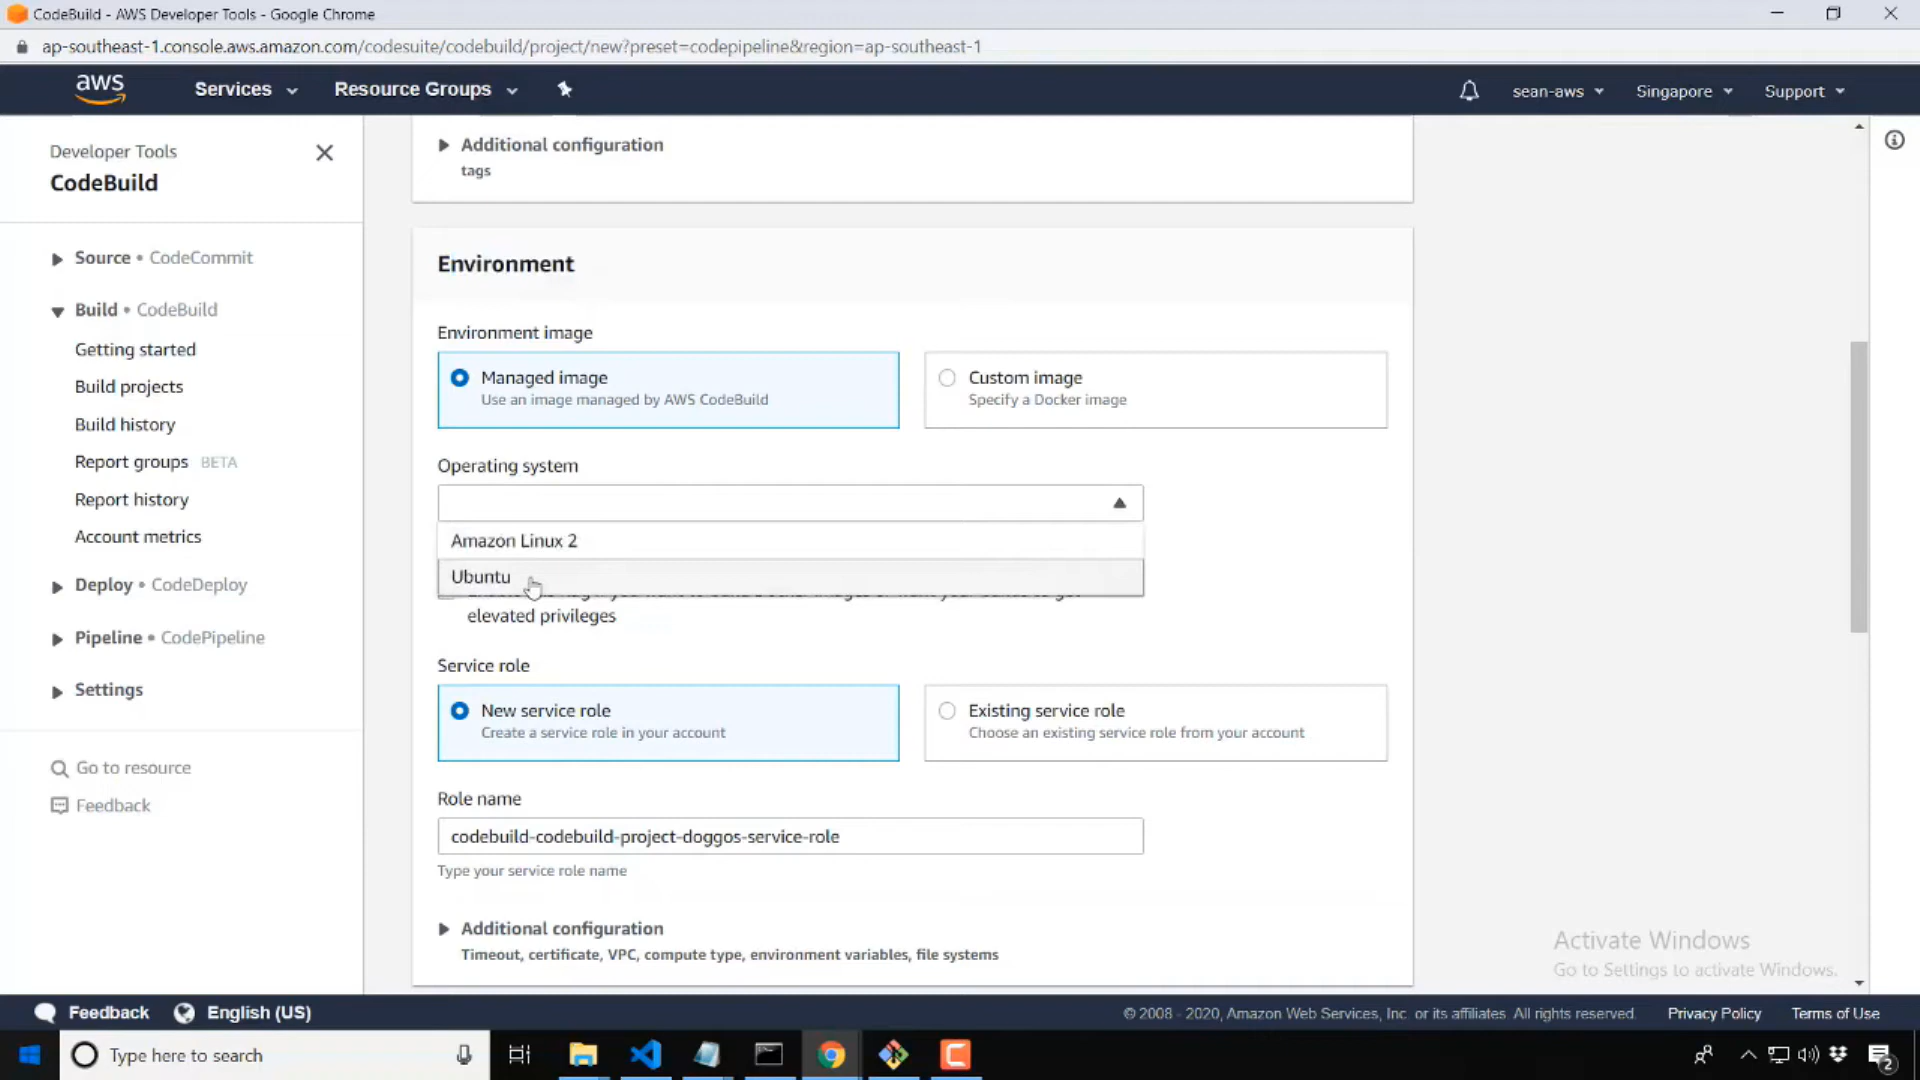 CodeBuild - AWS Developer Tools - Google Chrome
ap-southeast-1.console.aws.amazon.com/codesuite/codebuild/project/new?preset=codepipeline&region=ap-southeast-1
aws
Services
Resource Groups
sean-aws
Singapore
Support
Developer Tools
CodeBuild
Source • CodeCommit
Build • CodeBuild
Getting started
Build projects
Build history
Report groups BETA
Report history
Account metrics
Deploy • CodeDeploy
Pipeline • CodePipeline
Settings
Go to resource
Feedback
Additional configuration
tags
Environment
Environment image
Managed image
Use an image managed by AWS CodeBuild
Custom image
Specify a Docker image
Operating system
Amazon Linux 2
Ubuntu
elevated privileges
Service role
New service role
Create a service role in your account
Existing service role
Choose an existing service role from your account
Role name
codebuild-codebuild-project-doggos-service-role
Type your service role name
Additional configuration
Timeout, certificate, VPC, compute type, environment variables, file systems
Activate Windows
Go to Settings to activate Windows.
Feedback
English (US)
© 2008 - 2020, Amazon Web Services, Inc. or its affiliates. All rights reserved.
Privacy Policy
Terms of Use
Type here to search
2